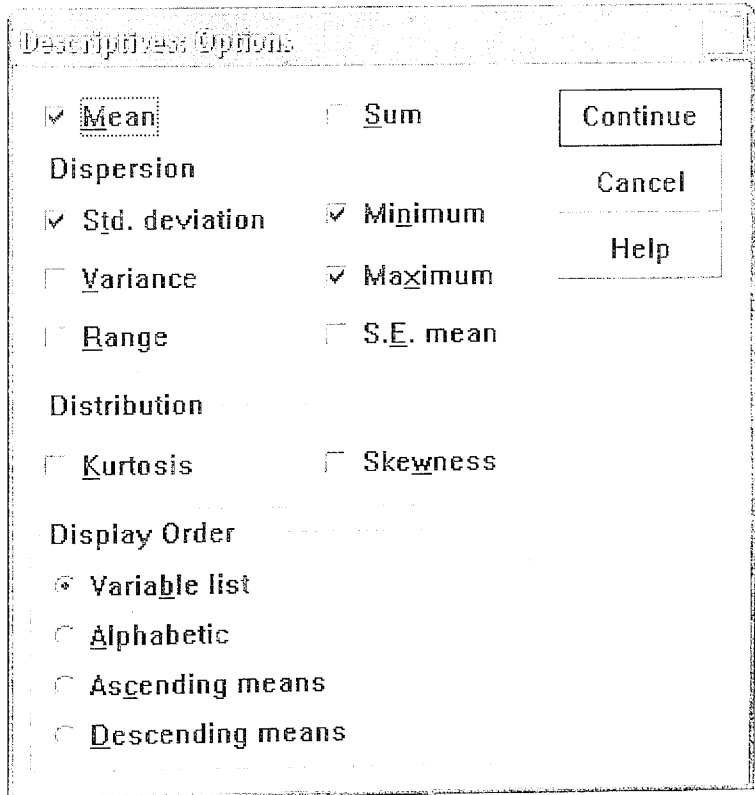 Descriptives: Options
Mean
Sum
Continue
Dispersion
Cancel
Std. deviation
Minimum
Help
Variance
Maximum
Range
S.E. mean
Distribution
Kurtosis
Skewness
Display Order
Variable list
Alphabetic
Ascending means
Descending means